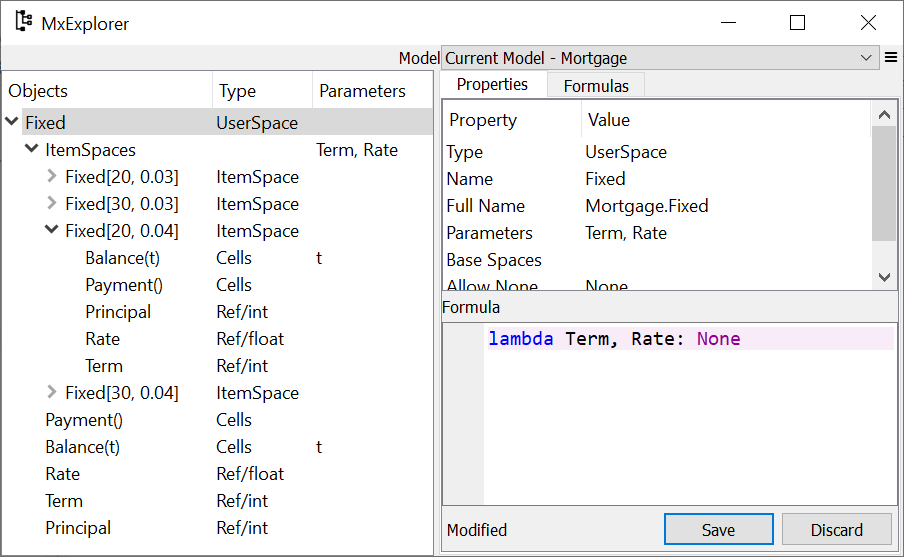 MxExplorer
Model Current Model - Mortgage
Objects Type Parameters
Fixed UserSpace
ItemSpaces Term, Rate
Fixed[20, 0.03] ItemSpace
Fixed[30, 0.03] ItemSpace
Fixed[20, 0.04] ItemSpace
Balance(t) Cells t
Payment() Cells
Principal Ref/int
Rate Ref/float
Term Ref/int
Fixed[30, 0.04] ItemSpace
Payment() Cells
Balance(t) Cells t
Rate Ref/float
Term Ref/int
Principal Ref/int
Properties Formulas
Property Value
Type UserSpace
Name Fixed
Full Name Mortgage.Fixed
Parameters Term, Rate
Base Spaces
Allow None None
Formula
lambda Term, Rate: None
Modified Save Discard